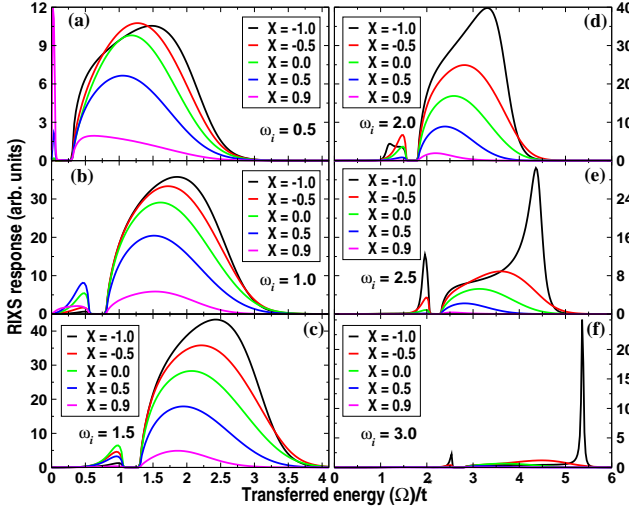 (a)
12
9
6
3
0
X = -1.0
X = -0.5
X = 0.0
X = 0.5
X = 0.9
ω_i = 0.5
(d)
40
30
20
10
0
X = -1.0
X = -0.5
X = 0.0
X = 0.5
X = 0.9
ω_i = 2.0
RIXS response (arb. units)
(b)
30
20
10
0
X = -1.0
X = -0.5
X = 0.0
X = 0.5
X = 0.9
ω_i = 1.0
(e)
30
20
10
0
X = -1.0
X = -0.5
X = 0.0
X = 0.5
X = 0.9
ω_i = 2.5
(c)
40
30
20
10
0
X = -1.0
X = -0.5
X = 0.0
X = 0.5
X = 0.9
ω_i = 1.5
(f)
20
15
10
5
0
X = -1.0
X = -0.5
X = 0.0
X = 0.5
X = 0.9
ω_i = 3.0
0 0.5 1 1.5 2 2.5 3 3.5 4 0 1 2 3 4 5 6
Transferred energy (Ω)/t